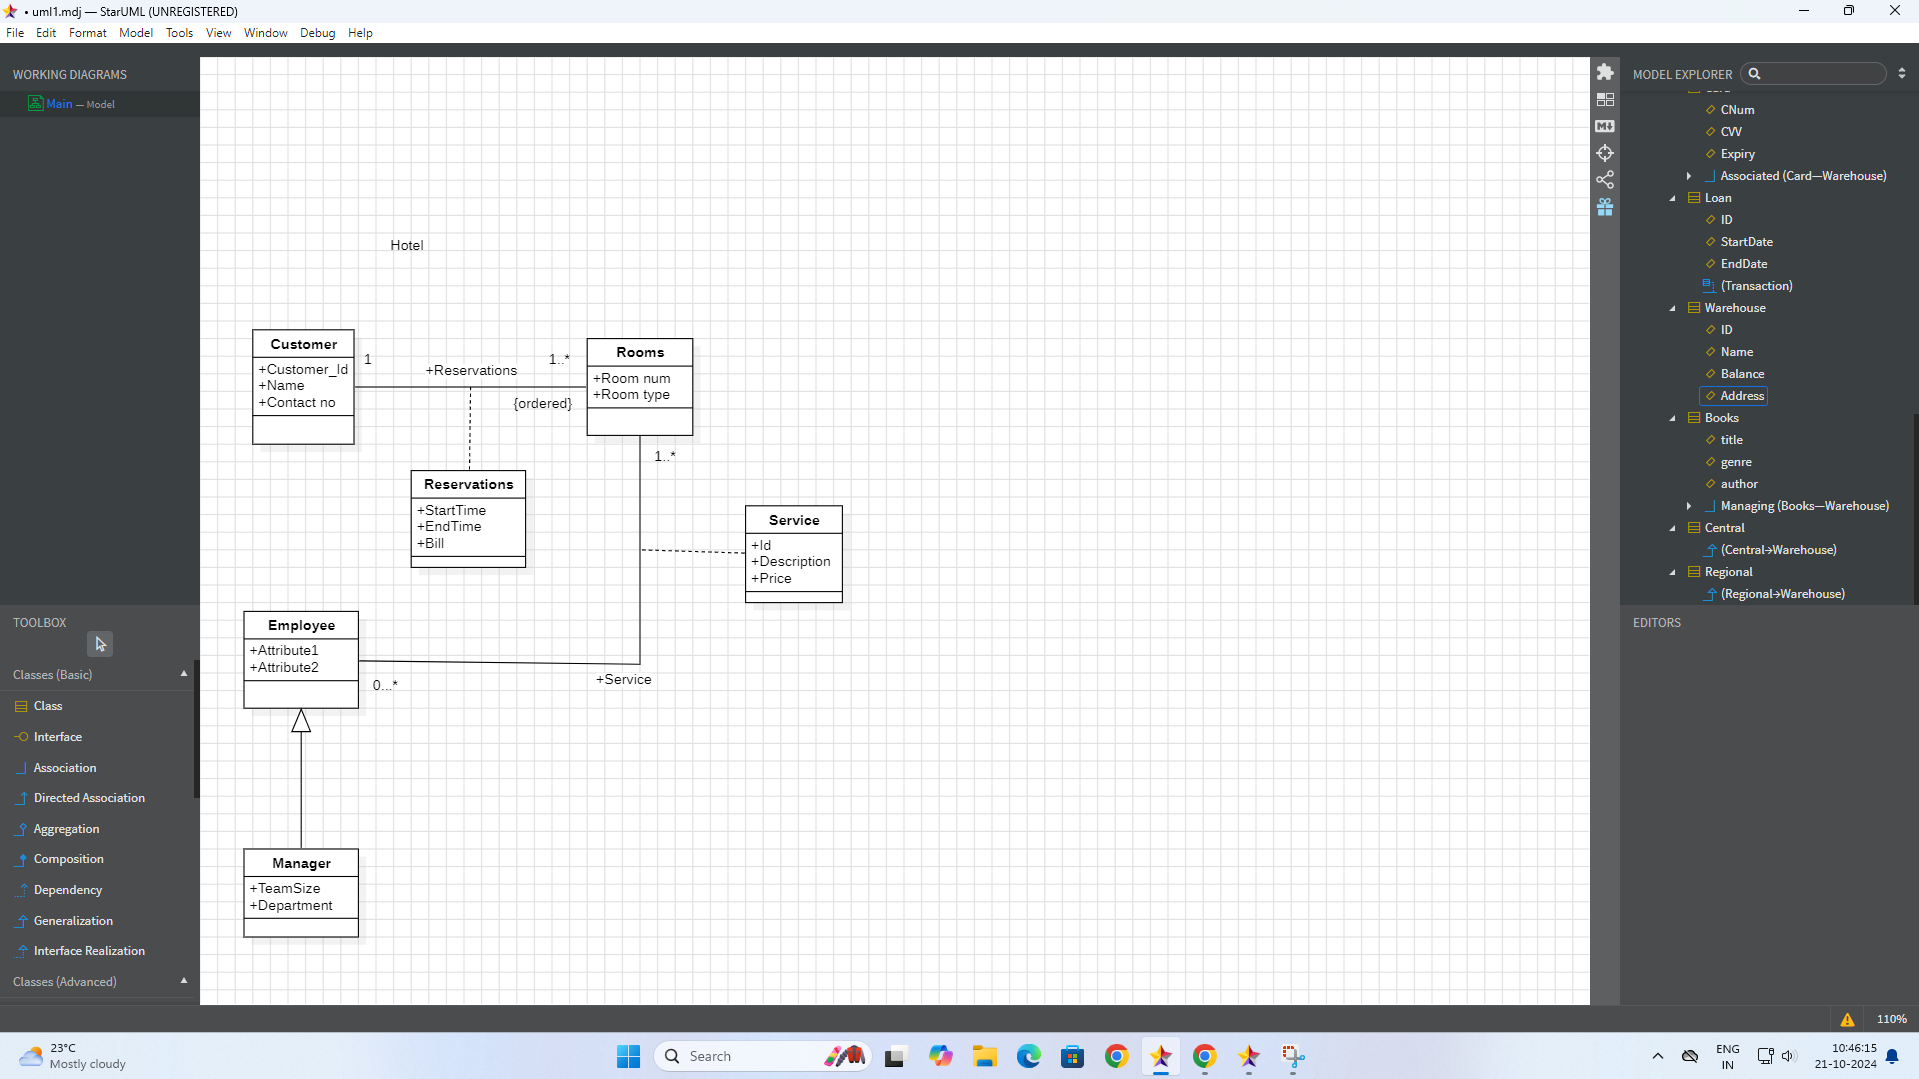 • uml1.mdj — StarUML (UNREGISTERED)
File Edit Format Model Tools View Window Debug Help
WORKING DIAGRAMS
Main — Model
TOOLBOX
Classes (Basic)
Class
Interface
Association
Directed Association
Aggregation
Composition
Dependency
Generalization
Interface Realization
Classes (Advanced)
Hotel
Customer
+Customer_Id
+Name
+Contact no
1
+Reservations
1..*
{ordered}
Rooms
+Room num
+Room type
1..*
Reservations
+StartTime
+EndTime
+Bill
Service
+Id
+Description
+Price
Employee
+Attribute1
+Attribute2
0...*
+Service
Manager
+TeamSize
+Department
MODEL EXPLORER
CNum
CVV
Expiry
Associated (Card—Warehouse)
Loan
ID
StartDate
EndDate
(Transaction)
Warehouse
ID
Name
Balance
Address
Books
title
genre
author
Managing (Books—Warehouse)
Central
(Central→Warehouse)
Regional
(Regional→Warehouse)
EDITORS
110%
23°C
Mostly cloudy
Search
ENG
IN
10:46:15
21-10-2024